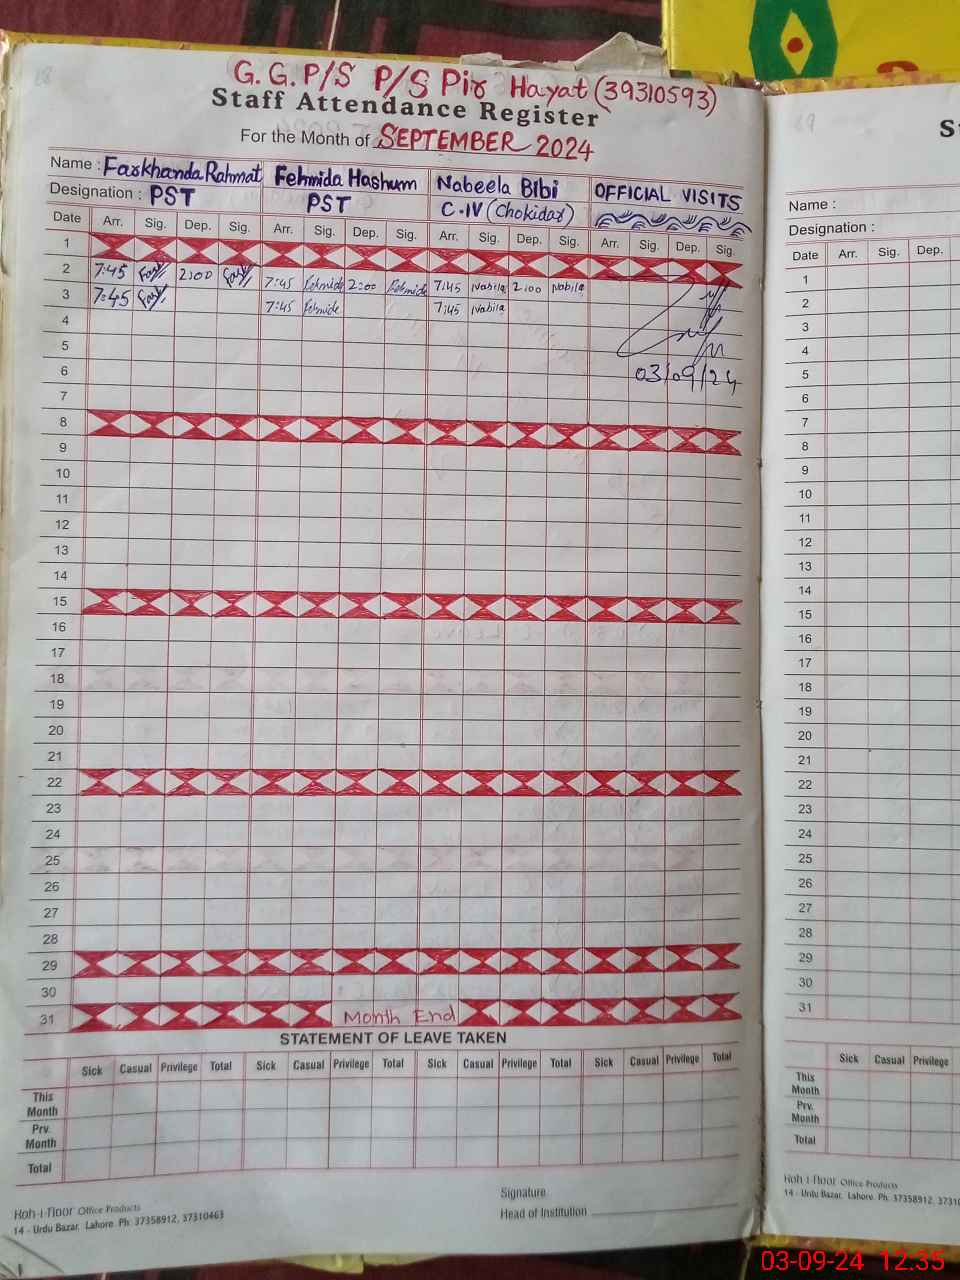 G.G.P/S P/S Pir Hayat (39310593)
Staff Attendance Register
For the Month of SEPTEMBER 2024
Name : Farkhanda Rahmat Fehmida Hashum Nabeela BiBi OFFICIAL VISITS
Designation : PST PST C-IV (Chokidar)
Date Arr. Sig. Dep. Sig. Arr. Sig. Dep. Sig. Arr. Sig. Dep. Sig. Arr. Sig. Dep. Sig.
1
2 7:45 2:00 7:45 Fehmida 2:00 Fehmida 7:45 Nabila 2:00 Nabila
3 7:45 7:45 Fehmida 7:45 Nabila
4
5
6 03/09/24
7
8
9
10
11
12
13
14
15
16
17
18
19
20
21
22
23
24
25
26
27
28
29
30
31 Month End
STATEMENT OF LEAVE TAKEN
Sick Casual Privilege Total Sick Casual Privilege Total Sick Casual Privilege Total Sick Casual Privilege Total
This Month
Prv. Month
Total
Signature
Head of Institution
Koh-i-noor Office Products
14 - Urdu Bazar, Lahore. Ph: 37358912, 37310463
Name :
Designation :
Date Arr. Sig. Dep.
1
2
3
4
5
6
7
8
9
10
11
12
13
14
15
16
17
18
19
20
21
22
23
24
25
26
27
28
29
30
31
Sick Casual Privilege
This Month
Prv. Month
Total
Koh-i-noor Office Products
14 - Urdu Bazar, Lahore. Ph: 37358912,
03-09-24 12:35